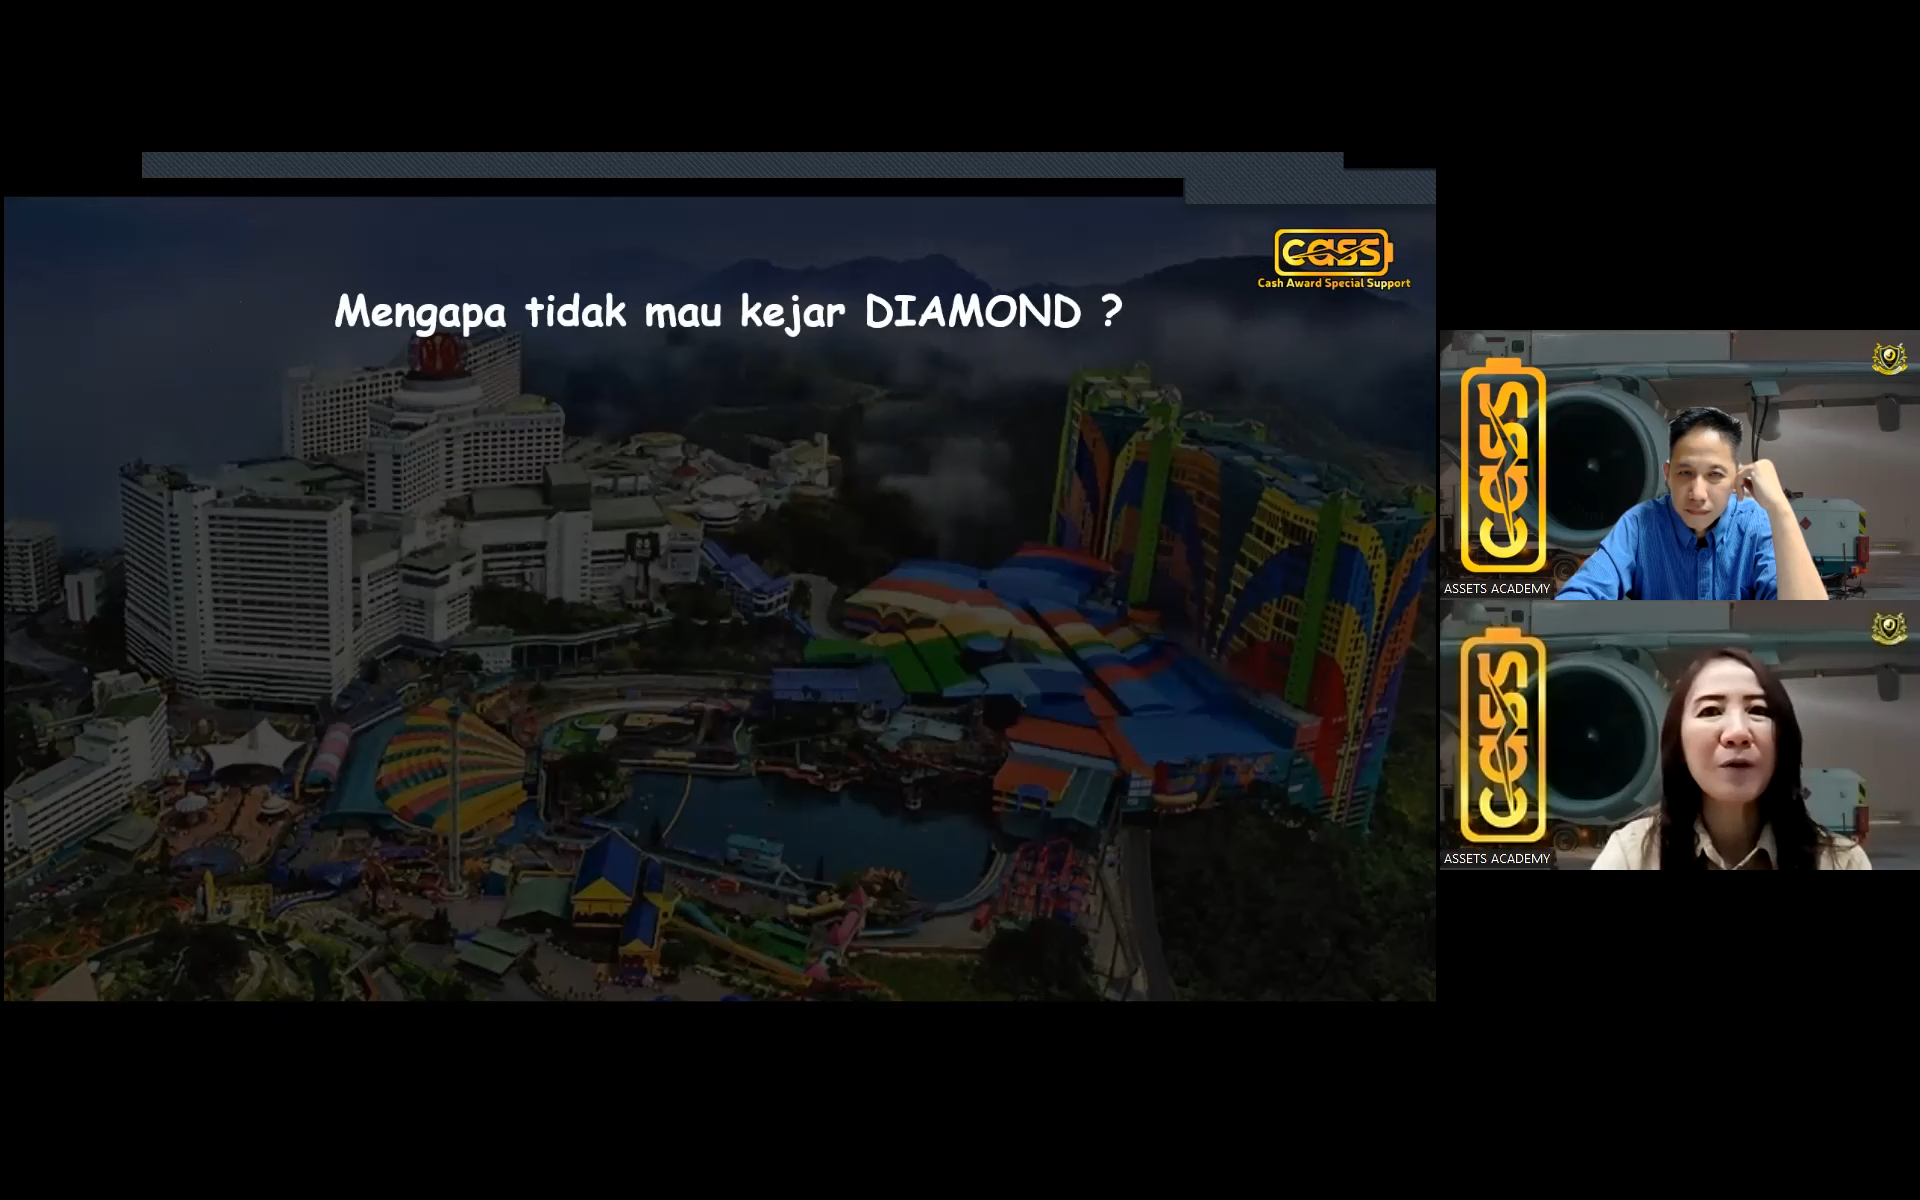 cass
Cash Award Special Support
Mengapa tidak mau kejar DIAMOND ?
cass
ASSETS ACADEMY
cass
ASSETS ACADEMY